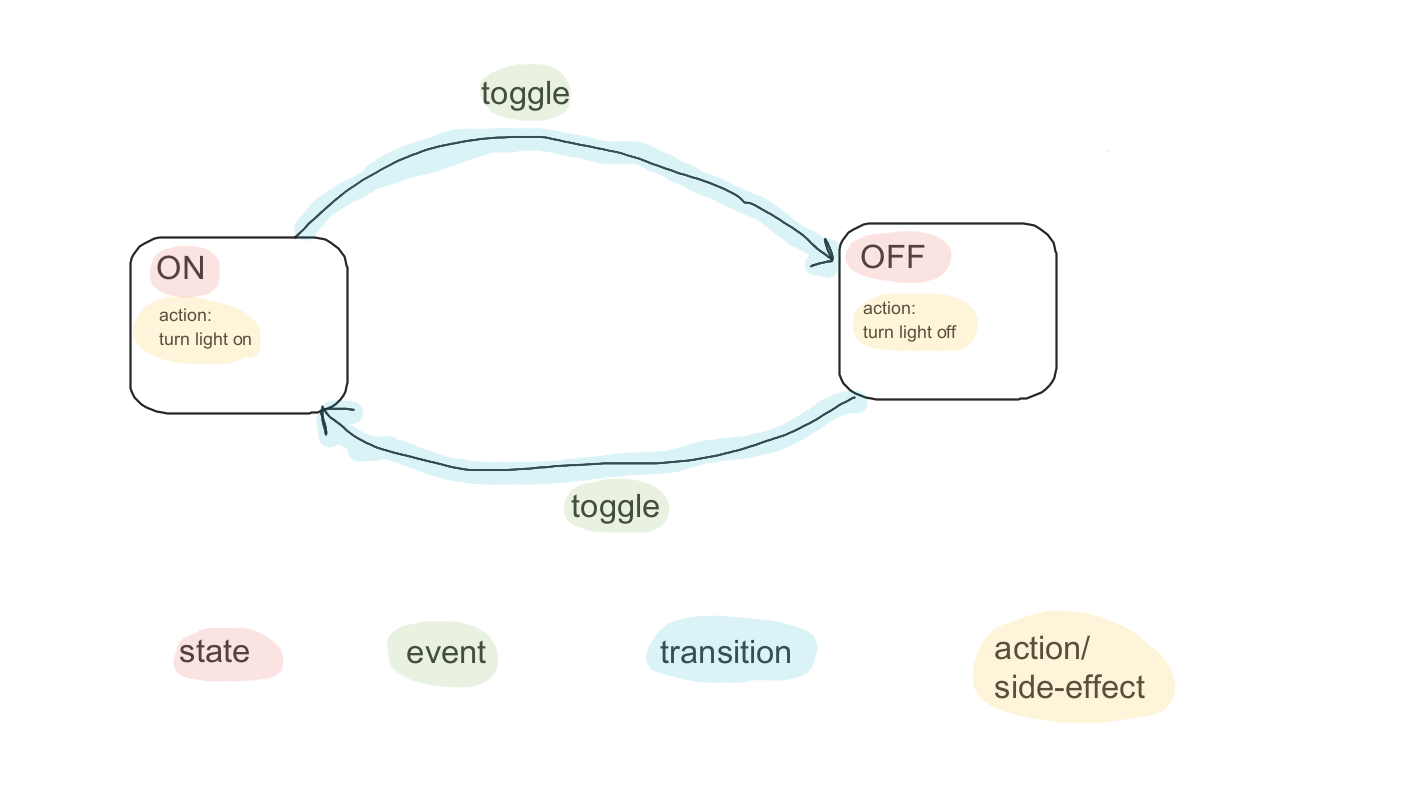 toggle
ON
action:
turn light on
OFF
action:
turn light off
toggle
state
event
transition
action/
side-effect